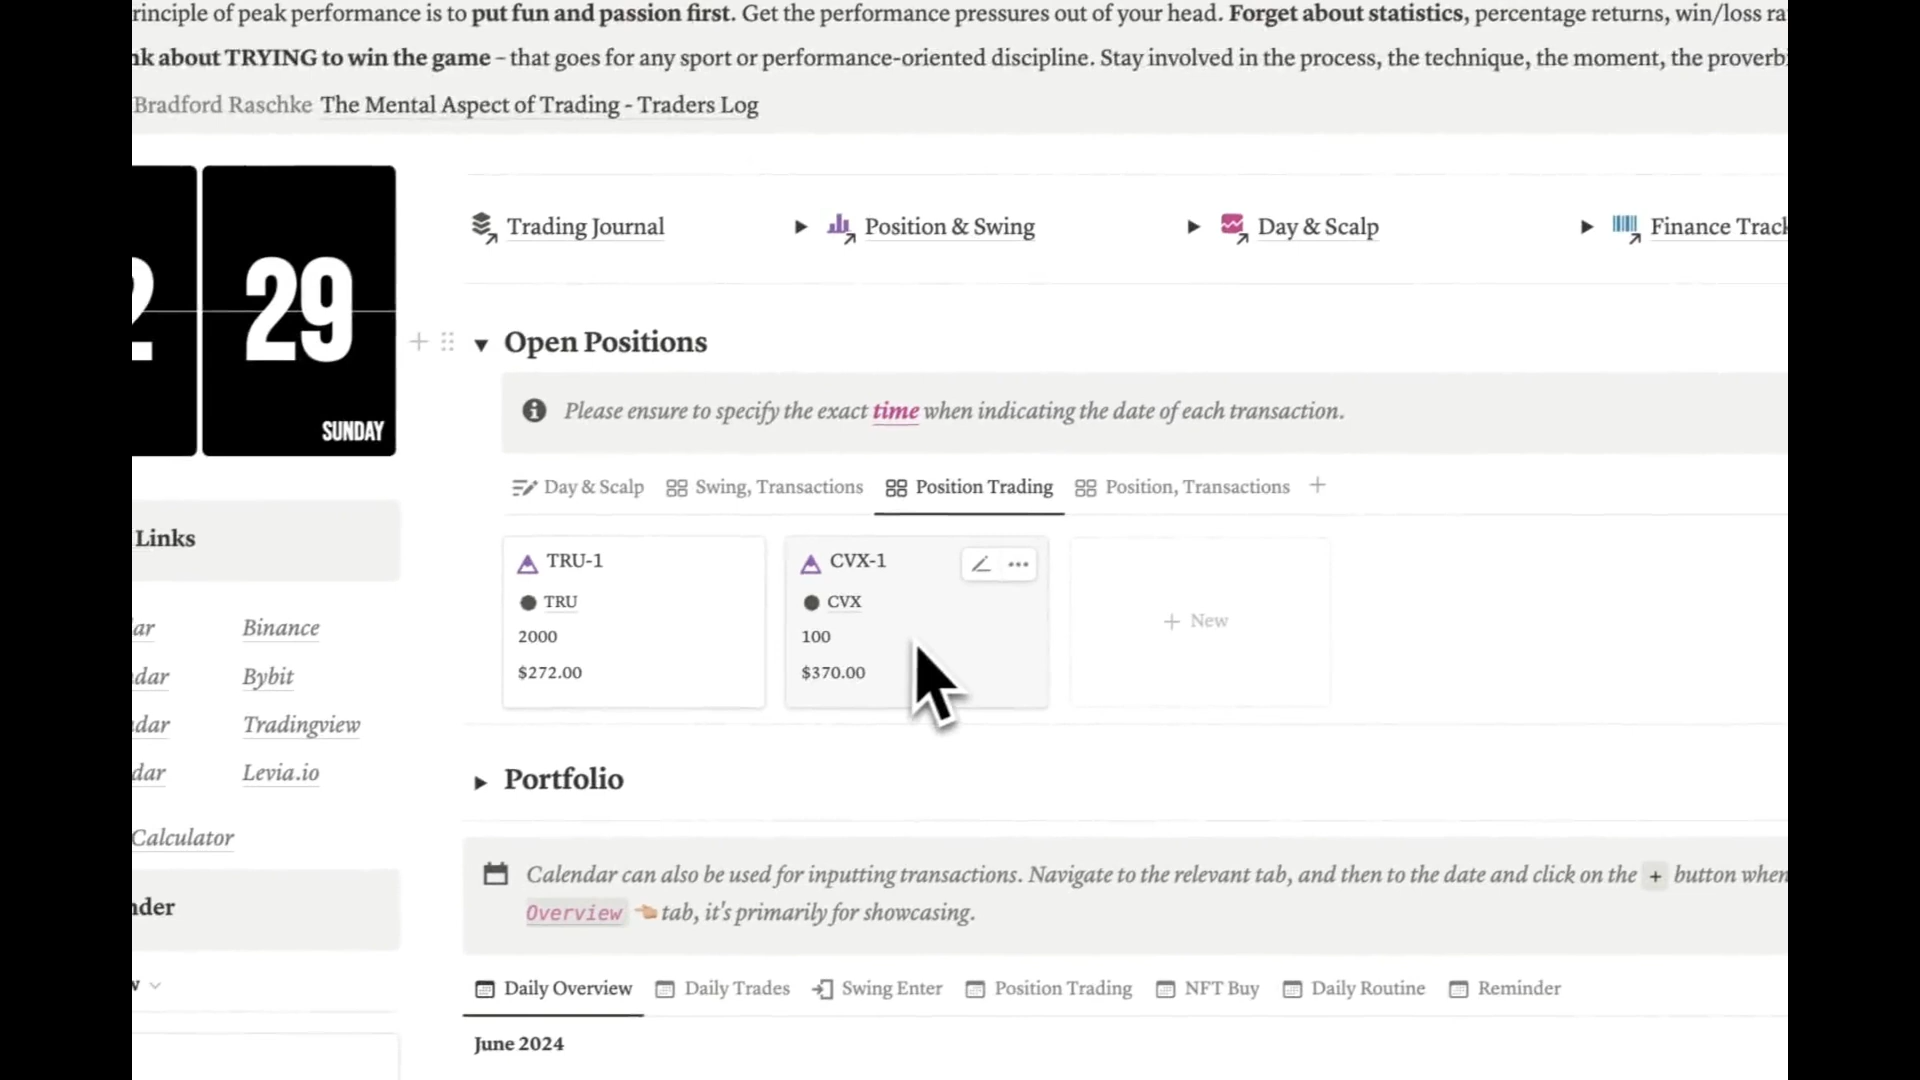 rinciple of peak performance is to put fun and passion first. Get the performance pressures out of your head. Forget about statistics, percentage returns, win/loss ra
nk about TRYING to win the game – that goes for any sport or performance-oriented discipline. Stay involved in the process, the technique, the moment, the proverb
Bradford Raschke The Mental Aspect of Trading - Traders Log
2
29
SUNDAY
Trading Journal
Position & Swing
Day & Scalp
Finance Track
Open Positions
Please ensure to specify the exact time when indicating the date of each transaction.
Day & Scalp
Swing, Transactions
Position Trading
Position, Transactions
+
TRU-1
TRU
2000
$272.00
CVX-1
CVX
100
$370.00
+ New
Links
ar
Binance
dar
Bybit
dar
Tradingview
dar
Levia.io
Calculator
nder
Portfolio
Calendar can also be used for inputting transactions. Navigate to the relevant tab, and then to the date and click on the + button when
Overview tab, it's primarily for showcasing.
Daily Overview
Daily Trades
Swing Enter
Position Trading
NFT Buy
Daily Routine
Reminder
June 2024